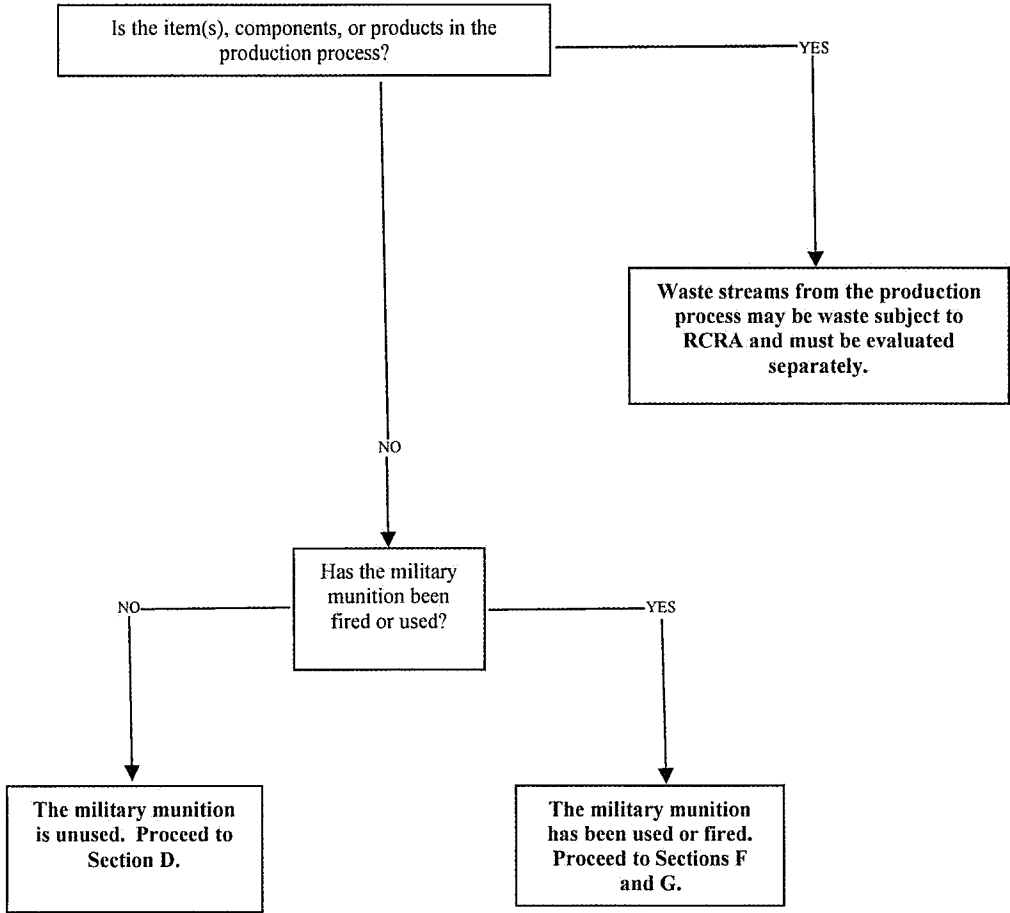 Is the item(s), components, or products in the
production process?
YES
Waste streams from the production
process may be waste subject to
RCRA and must be evaluated
separately.
NO
Has the military
munition been
fired or used?
NO
YES
The military munition
is unused. Proceed to
Section D.
The military munition
has been used or fired.
Proceed to Sections F
and G.